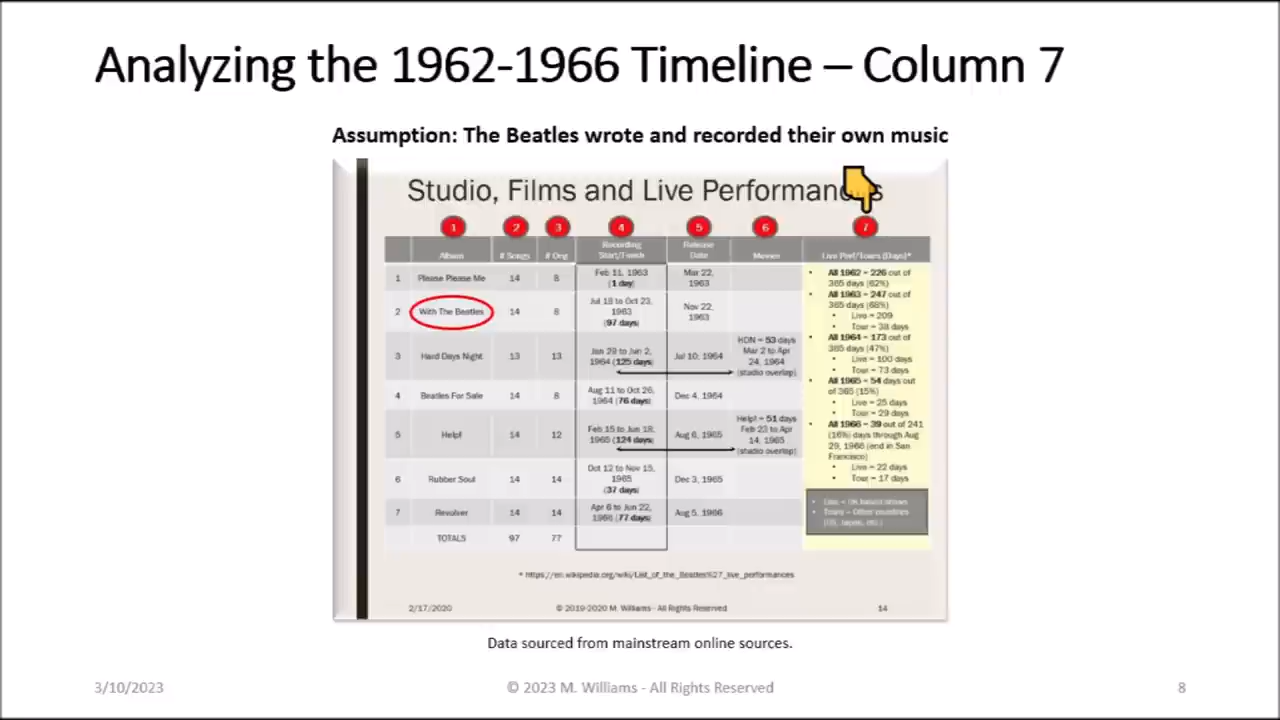 Analyzing the 1962-1966 Timeline – Column 7
Assumption: The Beatles wrote and recorded their own music
Studio, Films and Live Performances
1 2 3 4 5 6 7
Album # Songs # Orig Recording Start/Finish Release Date Movies Live Perf/Tours (Days)*
1 Please Please Me 14 8 Feb 11, 1963 (1 day) Mar 22, 1963
2 With The Beatles 14 8 Jul 18 to Oct 23, 1963 (97 days) Nov 22, 1963
3 Hard Days Night 13 13 Jan 29 to Jun 2, 1964 (125 days) Jul 10, 1964 HDN = 53 days Mar 2 to Apr 24, 1964 (studio overlap)
4 Beatles For Sale 14 8 Aug 11 to Oct 26, 1964 (76 days) Dec 4, 1964
5 Help! 14 12 Feb 15 to Jun 18, 1965 (124 days) Aug 6, 1965 Help! = 51 days Feb 23 to Apr 14, 1965 (studio overlap)
6 Rubber Soul 14 14 Oct 12 to Nov 15, 1965 (37 days) Dec 3, 1965
7 Revolver 14 14 Apr 6 to Jun 22, 1966 (77 days) Aug 5, 1966
TOTALS 97 77
• All 1962 = 226 out of
365 days (62%)
• All 1963 = 247 out of
365 days (68%)
• Live = 209
• Tour = 38 days
• All 1964 = 173 out of
365 days (47%)
• Live = 100 days
• Tour = 73 days
• All 1965 = 54 days out
of 365 (15%)
• Live = 25 days
• Tour = 29 days
• All 1966 = 39 out of 241
(16%) days through Aug
29, 1966 (end in San
Francisco)
• Live = 22 days
• Tour = 17 days
• Live = UK based shows
• Tours = Other countries
(US, Japan, etc.)
* https://en.wikipedia.org/wiki/List_of_the_Beatles%27_live_performances
2/17/2020 © 2019-2020 M. Williams - All Rights Reserved 14
Data sourced from mainstream online sources.
3/10/2023 © 2023 M. Williams - All Rights Reserved 8